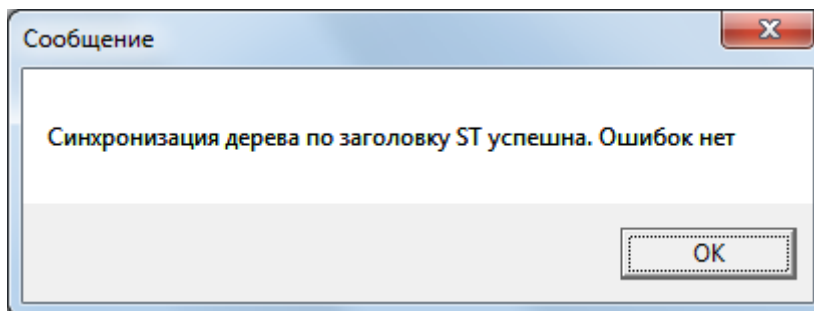 Сообщение
Синхронизация дерева по заголовку ST успешна. Ошибок нет
OK